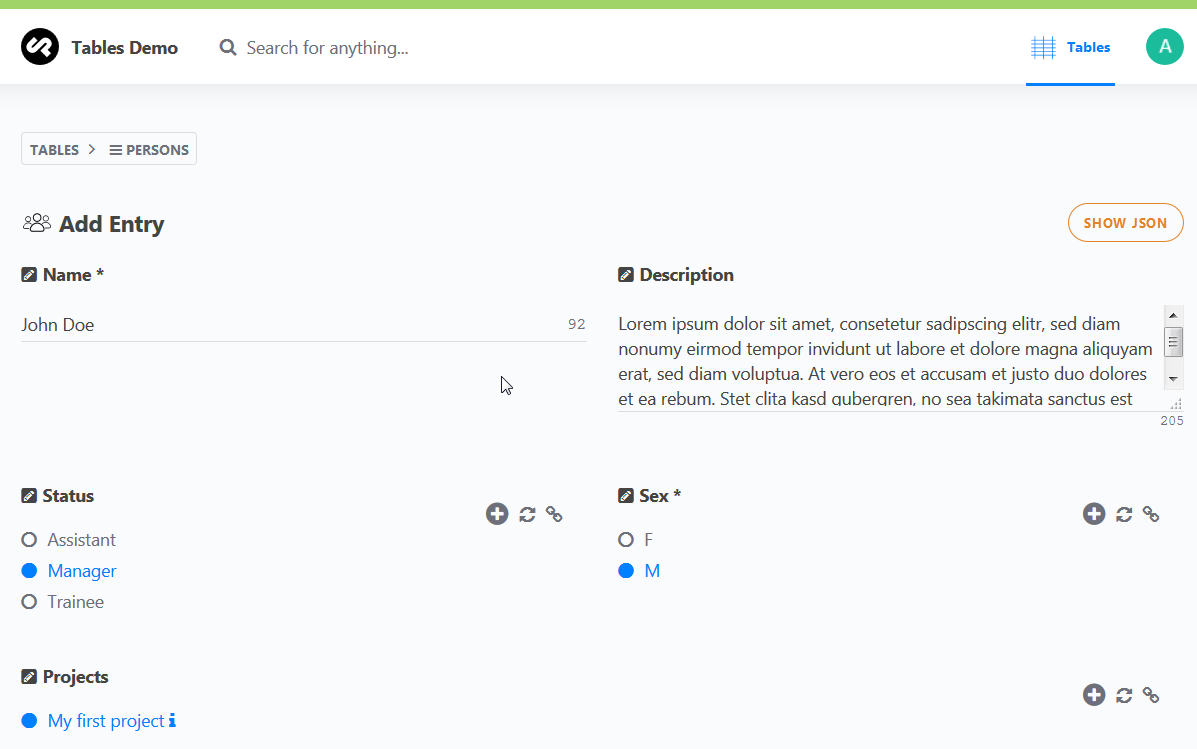 Tables Demo
Search for anything...
Tables
A
TABLES
PERSONS
Add Entry
SHOW JSON
Name *
John Doe
92
Description
Lorem ipsum dolor sit amet, consetetur sadipscing elitr, sed diam
nonumy eirmod tempor invidunt ut labore et dolore magna aliquyam
erat, sed diam voluptua. At vero eos et accusam et justo duo dolores
et ea rebum. Stet clita kasd gubergren, no sea takimata sanctus est
205
Status
Assistant
Manager
Trainee
Sex *
F
M
Projects
My first project